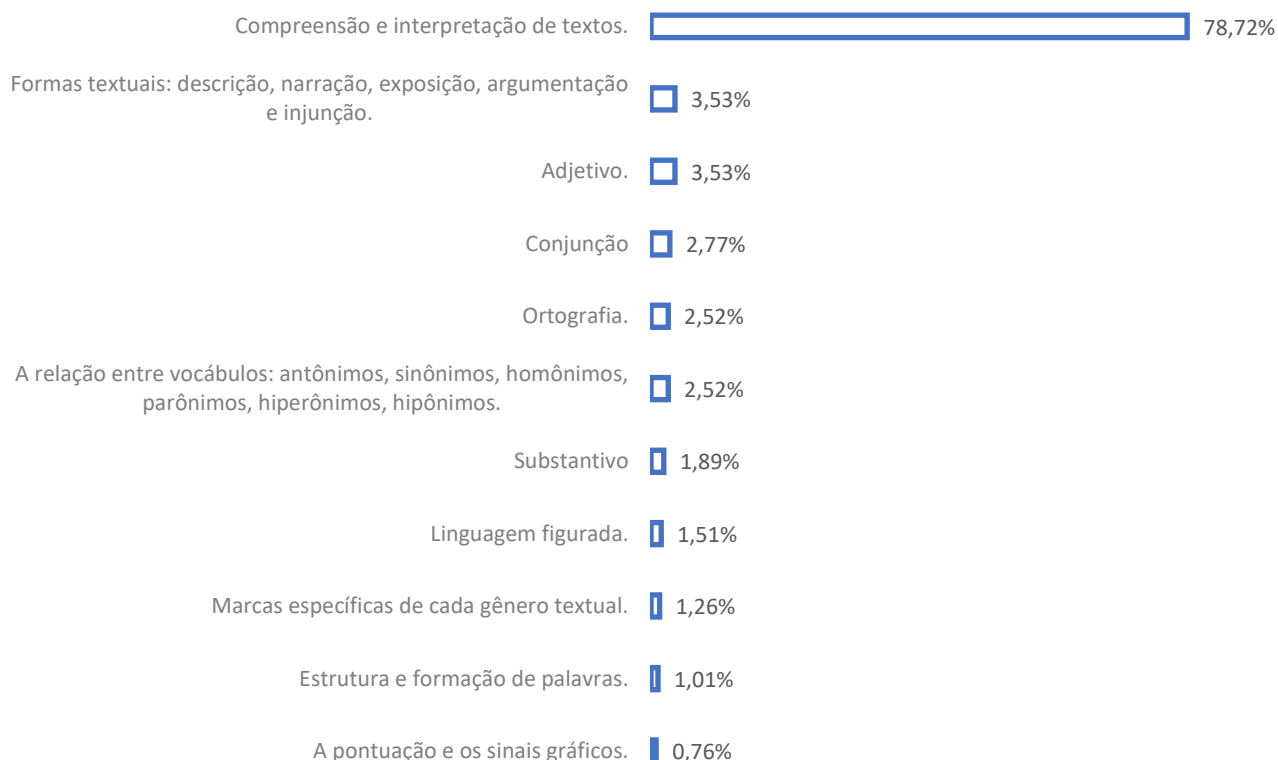 Compreensão e interpretação de textos.
78,72%
Formas textuais: descrição, narração, exposição, argumentação
e injunção.
3,53%
Adjetivo.
3,53%
Conjunção
2,77%
Ortografia.
2,52%
A relação entre vocábulos: antônimos, sinônimos, homônimos,
parônimos, hiperônimos, hipônimos.
2,52%
Substantivo
1,89%
Linguagem figurada.
1,51%
Marcas específicas de cada gênero textual.
1,26%
Estrutura e formação de palavras.
1,01%
A pontuação e os sinais gráficos.
0,76%